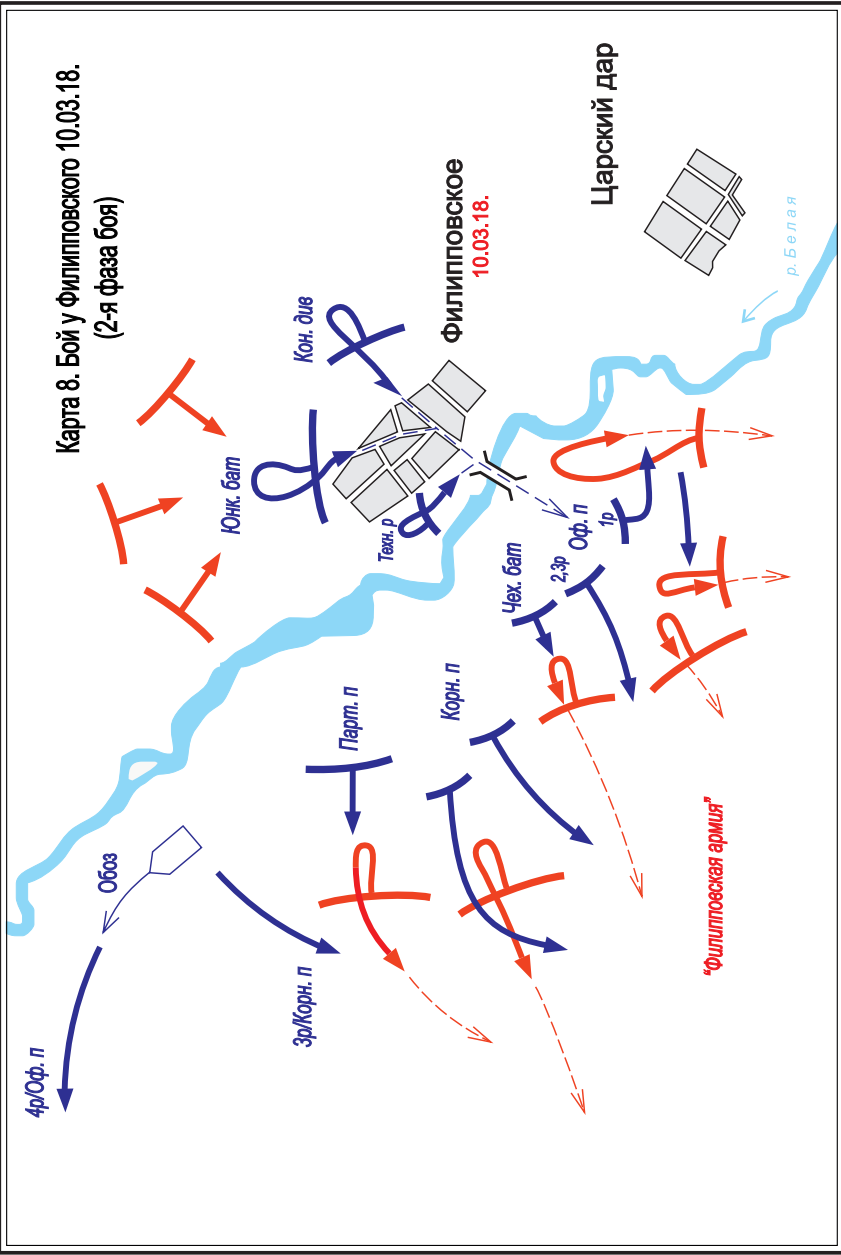 Карта 8. Бой у Филипповского 10.03.18.
(2-я фаза боя)
Царский дар
Филипповское
10.03.18.
р. Белая
Кон. див
Юнк. бат
Техн. р
Оф. п
1р
2,3р
Чех. бат
Корн. п
Парт. п
Обоз
3р/Корн. п
4р/Оф. п
“Филипповская армия”